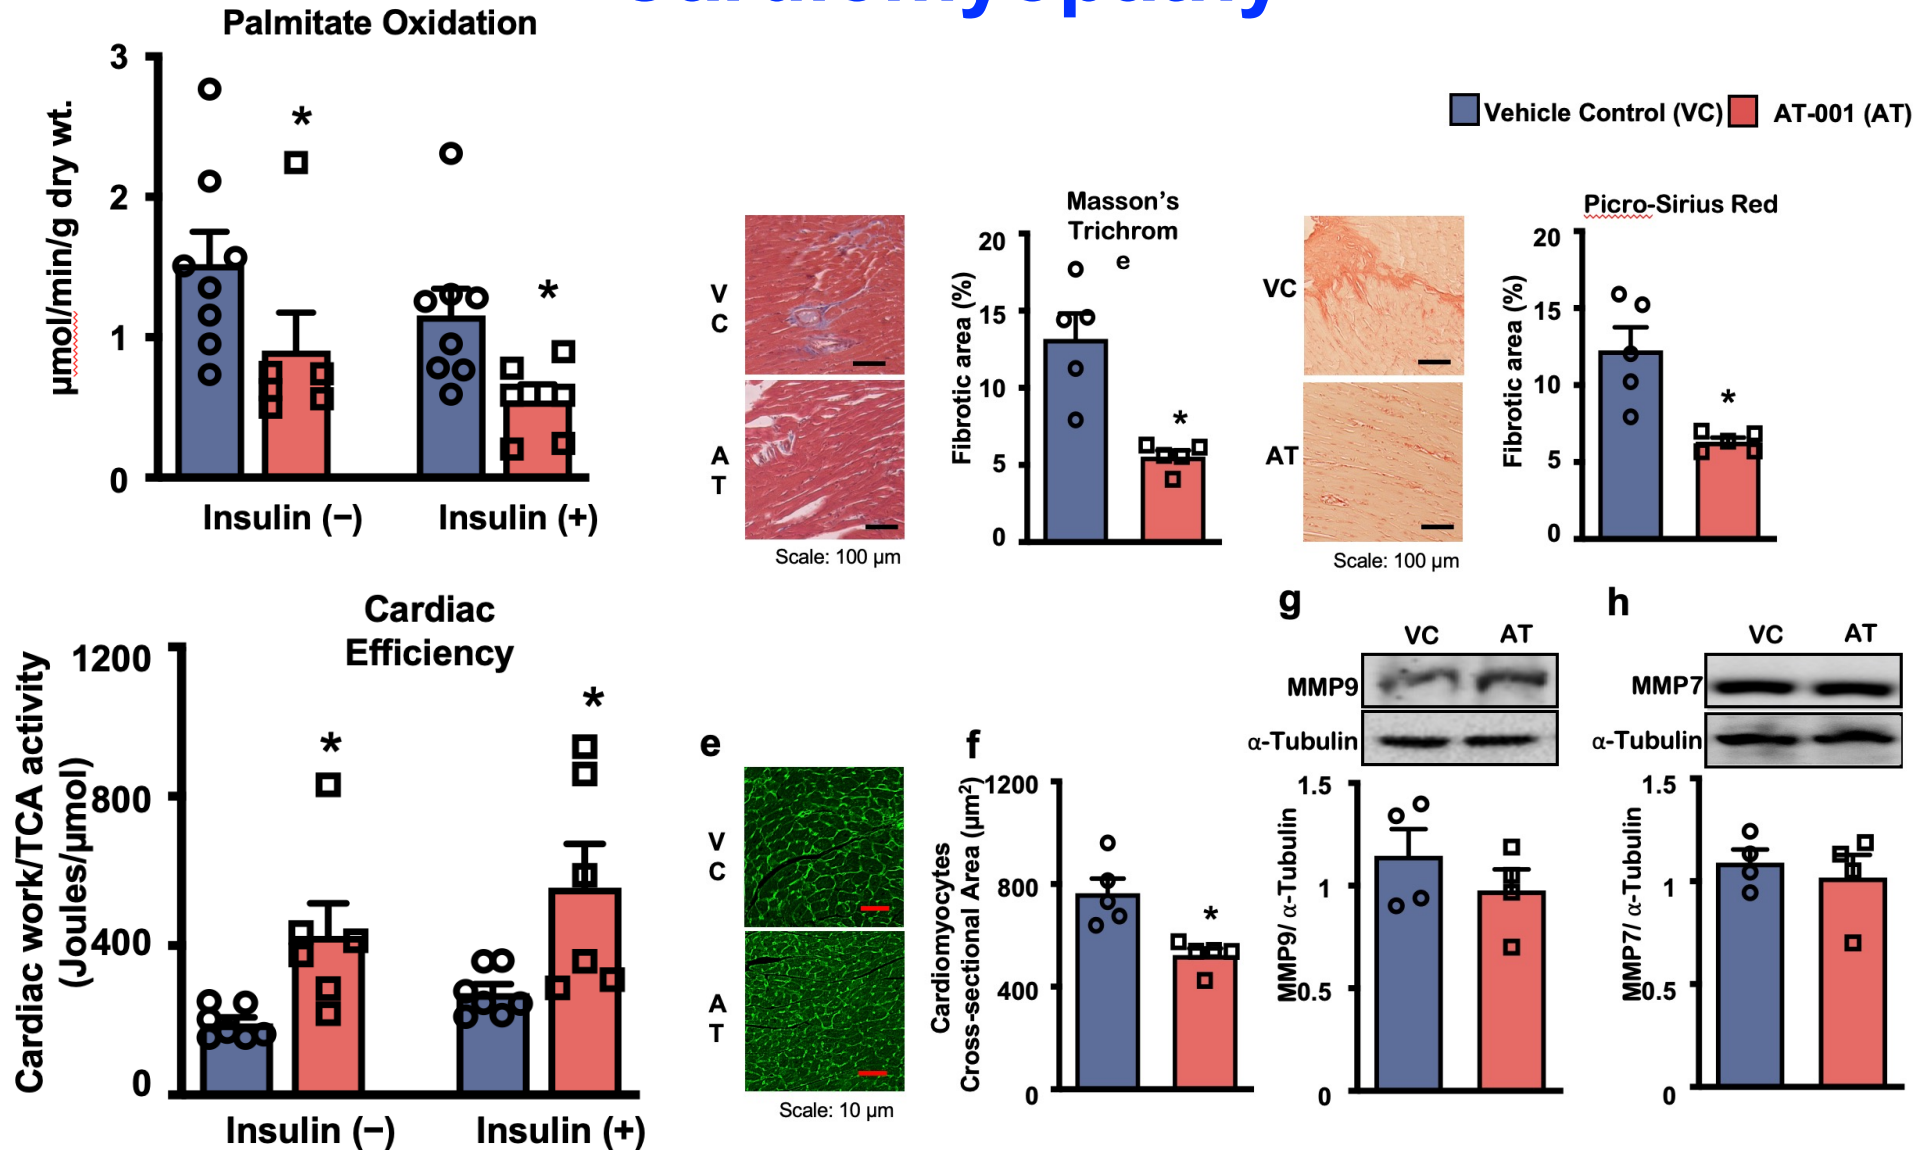 Cardiomyopathy
Palmitate Oxidation
µmol/min/g dry wt.
3
2
1
0
*
*
Insulin (−)
Insulin (+)
Vehicle Control (VC)
AT-001 (AT)
V
C
A
T
Scale: 100 µm
Masson’s
Trichrom
e
Fibrotic area (%)
20
15
10
5
0
*
VC
AT
Scale: 100 µm
Picro-Sirius Red
Fibrotic area (%)
20
15
10
5
0
*
Cardiac
Efficiency
Cardiac work/TCA activity
(Joules/µmol)
1200
800
400
0
*
*
Insulin (−)
Insulin (+)
e
V
C
A
T
Scale: 10 µm
f
Cardiomyocytes
Cross-sectional Area (µm²)
1200
800
400
0
*
g
VC
AT
MMP9
α-Tubulin
MMP9/ α-Tubulin
1.5
1
0.5
0
h
VC
AT
MMP7
α-Tubulin
MMP7/ α-Tubulin
1.5
1
0.5
0